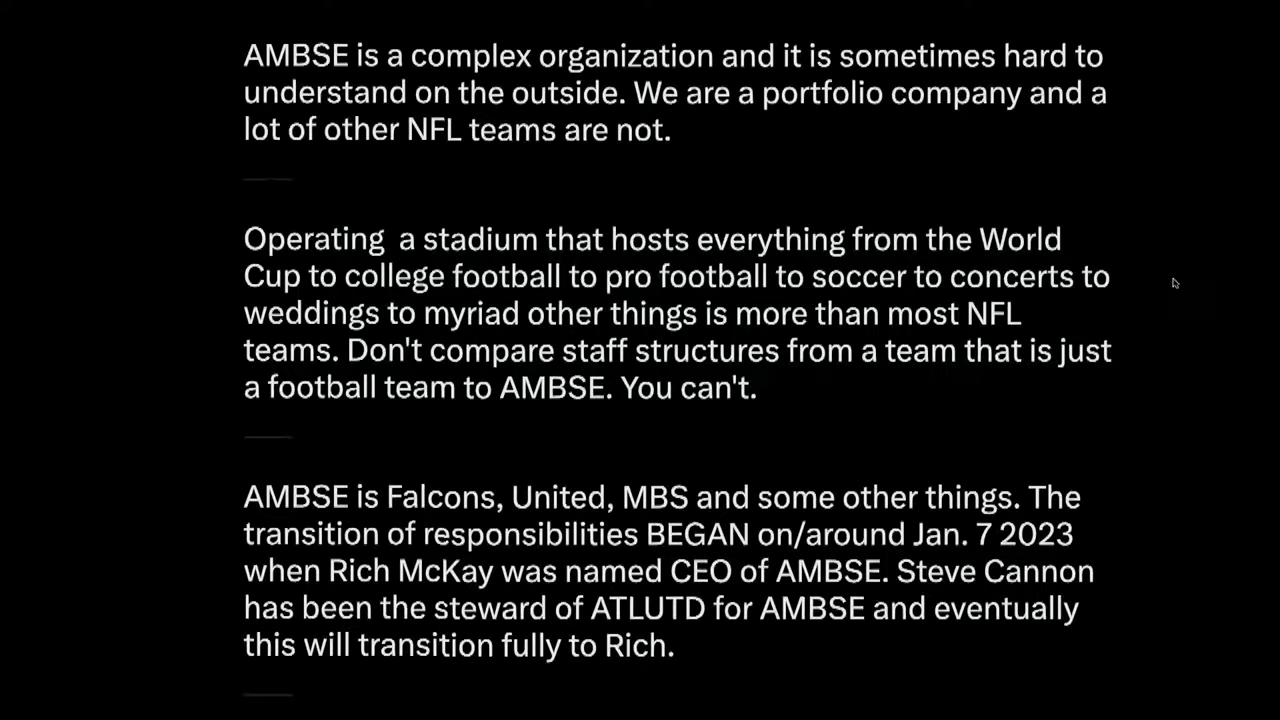 AMBSE is a complex organization and it is sometimes hard to
understand on the outside. We are a portfolio company and a
lot of other NFL teams are not.
Operating  a stadium that hosts everything from the World
Cup to college football to pro football to soccer to concerts to
weddings to myriad other things is more than most NFL
teams. Don't compare staff structures from a team that is just
a football team to AMBSE. You can't.
AMBSE is Falcons, United, MBS and some other things. The
transition of responsibilities BEGAN on/around Jan. 7 2023
when Rich McKay was named CEO of AMBSE. Steve Cannon
has been the steward of ATLUTD for AMBSE and eventually
this will transition fully to Rich.